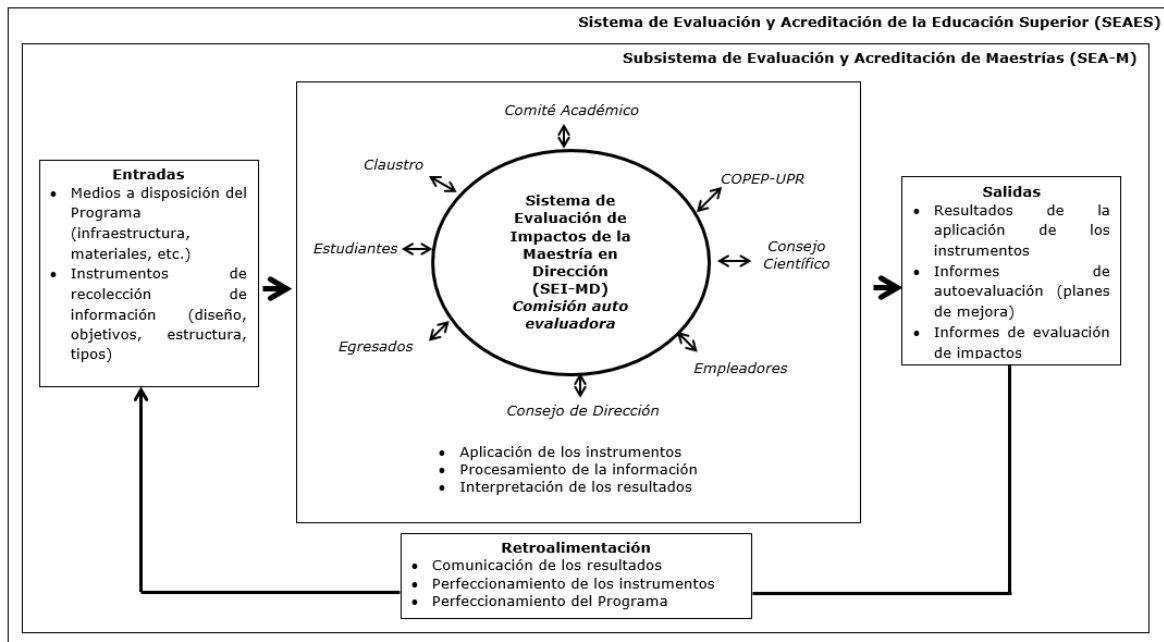 Sistema de Evaluación y Acreditación de la Educación Superior (SEAES)
Subsistema de Evaluación y Acreditación de Maestrías (SEA-M)
Entradas
• Medios a disposición del
Programa
(infraestructura,
materiales, etc.)
• Instrumentos de
recolección de
información (diseño,
objetivos, estructura,
tipos)
Comité Académico
Claustro
COPEP-UPR
Estudiantes
Consejo
Científico
Egresados
Empleadores
Consejo de Dirección
Sistema de
Evaluación de
Impactos de la
Maestría en
Dirección
(SEI-MD)
Comisión auto
evaluadora
• Aplicación de los instrumentos
• Procesamiento de la información
• Interpretación de los resultados
Salidas
• Resultados de la
aplicación de los
instrumentos
• Informes de
autoevaluación (planes
de mejora)
• Informes de evaluación
de impactos
Retroalimentación
• Comunicación de los resultados
• Perfeccionamiento de los instrumentos
• Perfeccionamiento del Programa